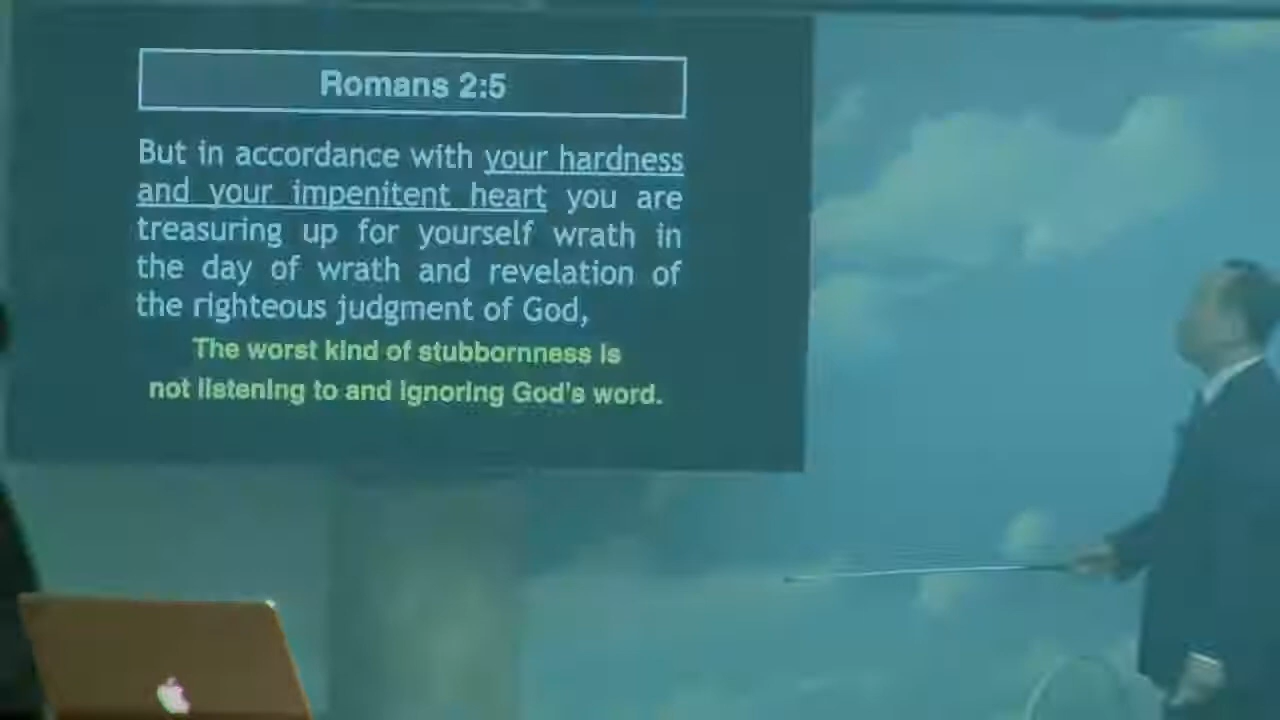 Romans 2:5
But in accordance with your hardness
and your impenitent heart you are
treasuring up for yourself wrath in
the day of wrath and revelation of
the righteous judgment of God,
The worst kind of stubbornness is
not listening to and ignoring God's word.